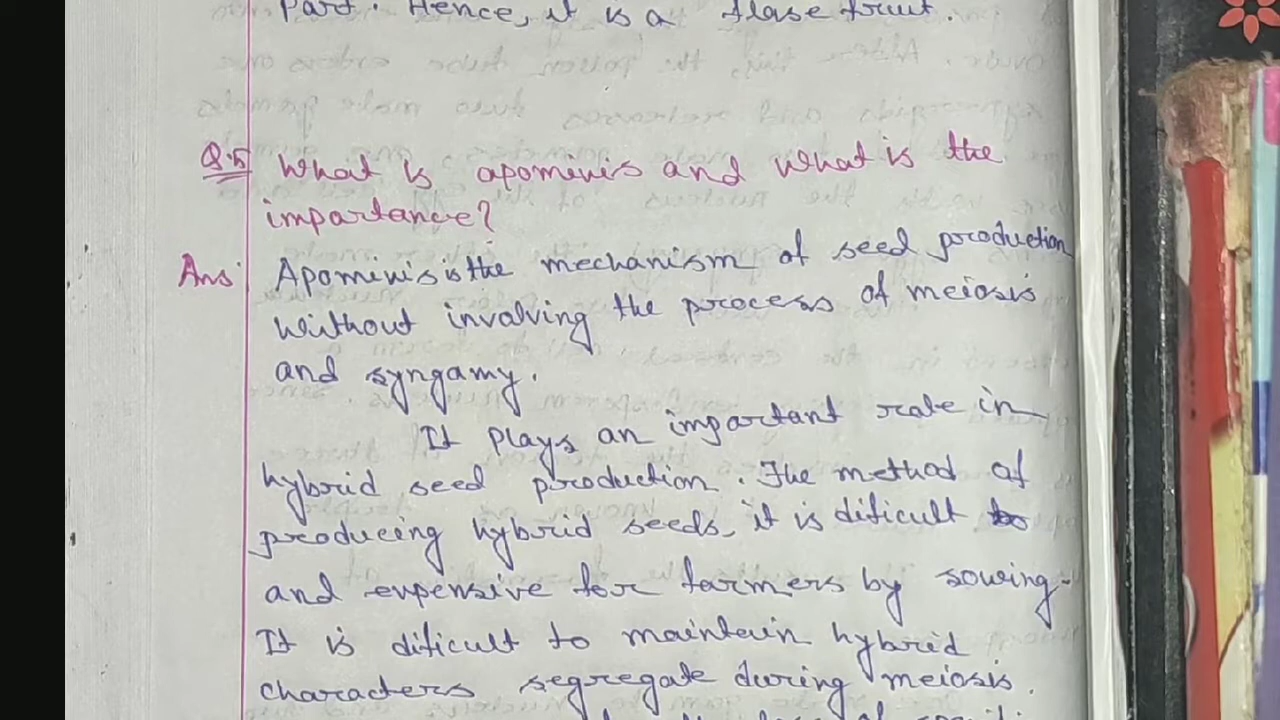 Part. Hence, it is a flase fruit.
Q.5 What is apominis and what is the
importance?
Ans: Apominis is the mechanism of seed production
without involving the process of meiosis
and syngamy.
It plays an important role in
hybrid seed production. The method of
producing hybrid seeds, it is dificult to
and expensive for farmers by sowing.
It is dificult to maintain hybrid
characters segregate during meiosis.